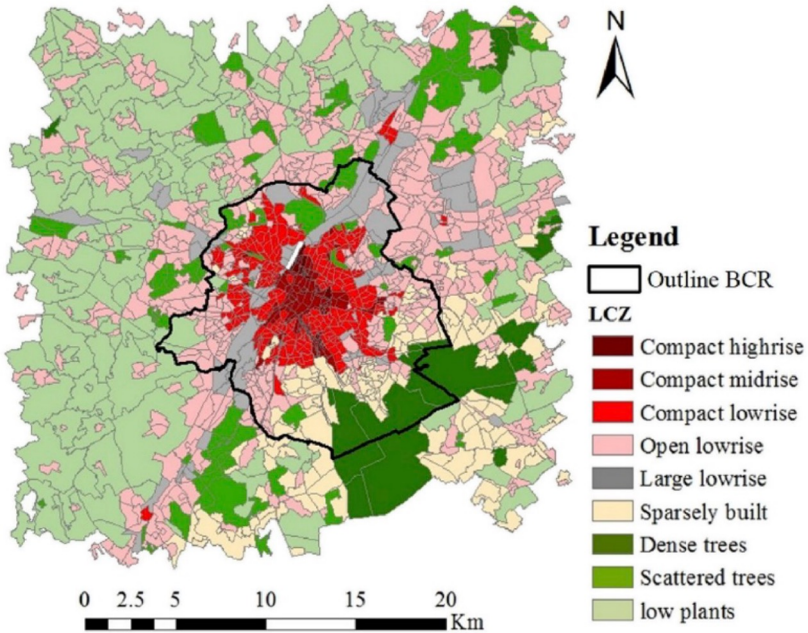 N
Legend
Outline BCR
LCZ
Compact highrise
Compact midrise
Compact lowrise
Open lowrise
Large lowrise
Sparsely built
Dense trees
Scattered trees
low plants
0 2.5 5 10 15 20
Km